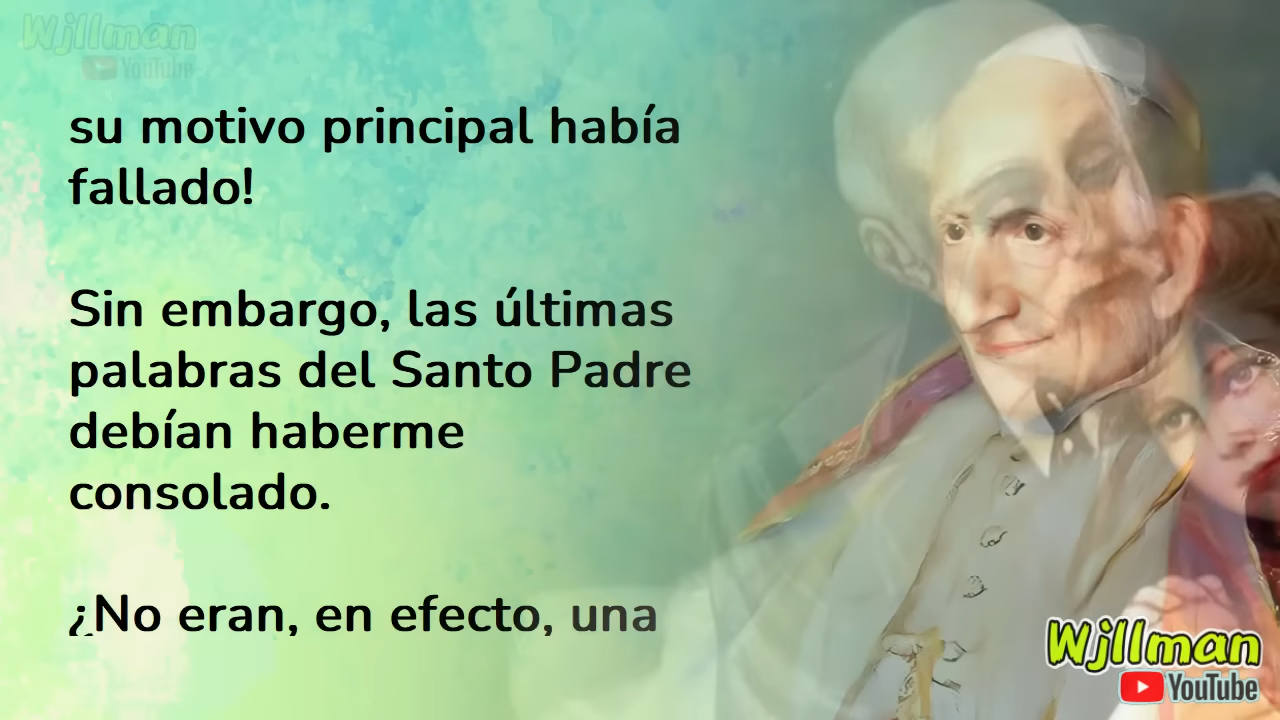 Wjllman
YouTube
su motivo principal había
fallado!
Sin embargo, las últimas
palabras del Santo Padre
debían haberme
consolado.
¿No eran, en efecto, una
Wjllman
YouTube